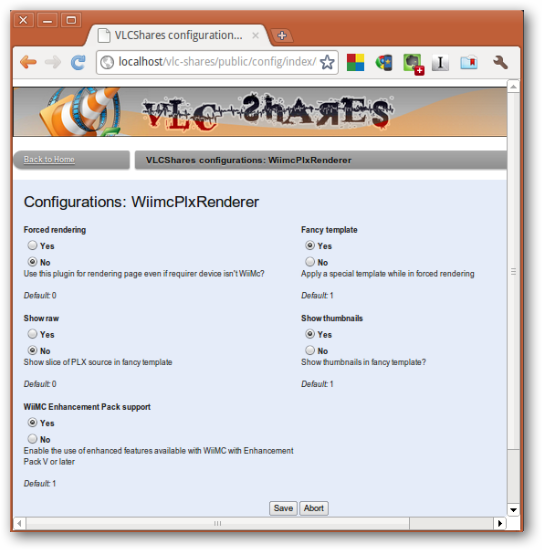 VLCShares configuration...
localhost/vlc-shares/public/config/index/
VLC SHARES
Back to Home
VLCShares configurations: WiimcPlxRenderer
Configurations: WiimcPlxRenderer
Forced rendering
Yes
No
Use this plugin for rendering page even if requirer device isn't WiiMc?
Default: 0
Fancy template
Yes
No
Apply a special template while in forced rendering
Default: 1
Show raw
Yes
No
Show slice of PLX source in fancy template
Default: 0
Show thumbnails
Yes
No
Show thumbnails in fancy template?
Default: 1
WiiMC Enhancement Pack support
Yes
No
Enable the use of enhanced features available with WiiMC with Enhancement
Pack V or later
Default: 1
Save Abort